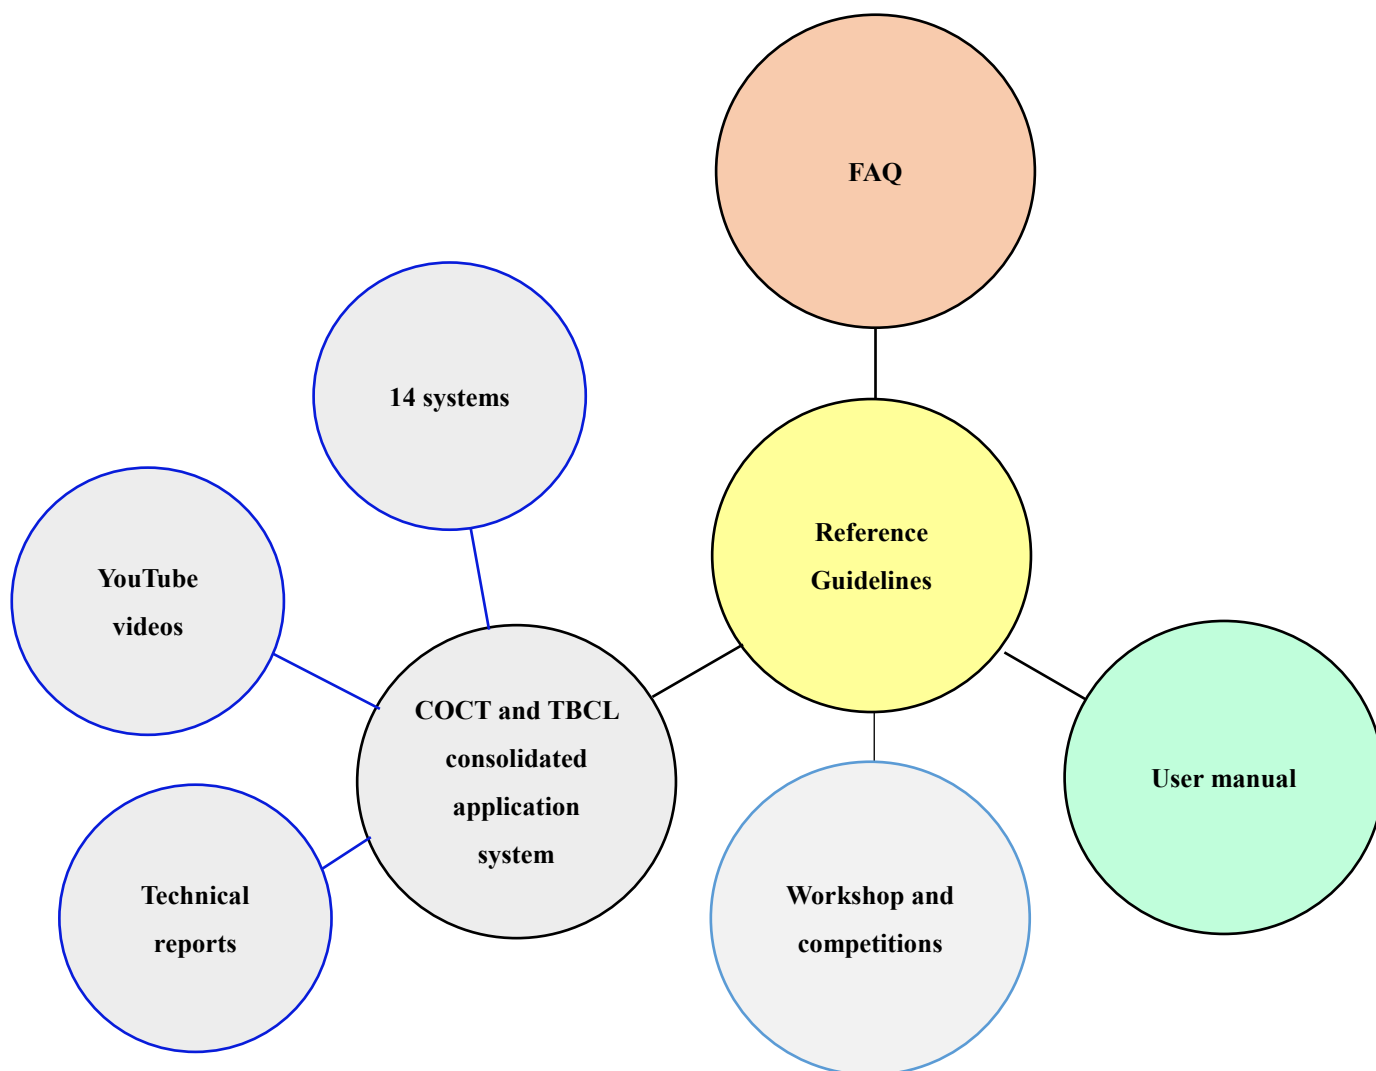 FAQ
14 systems
Reference
Guidelines
YouTube
videos
COCT and TBCL
consolidated
application
system
User manual
Technical
reports
Workshop and
competitions